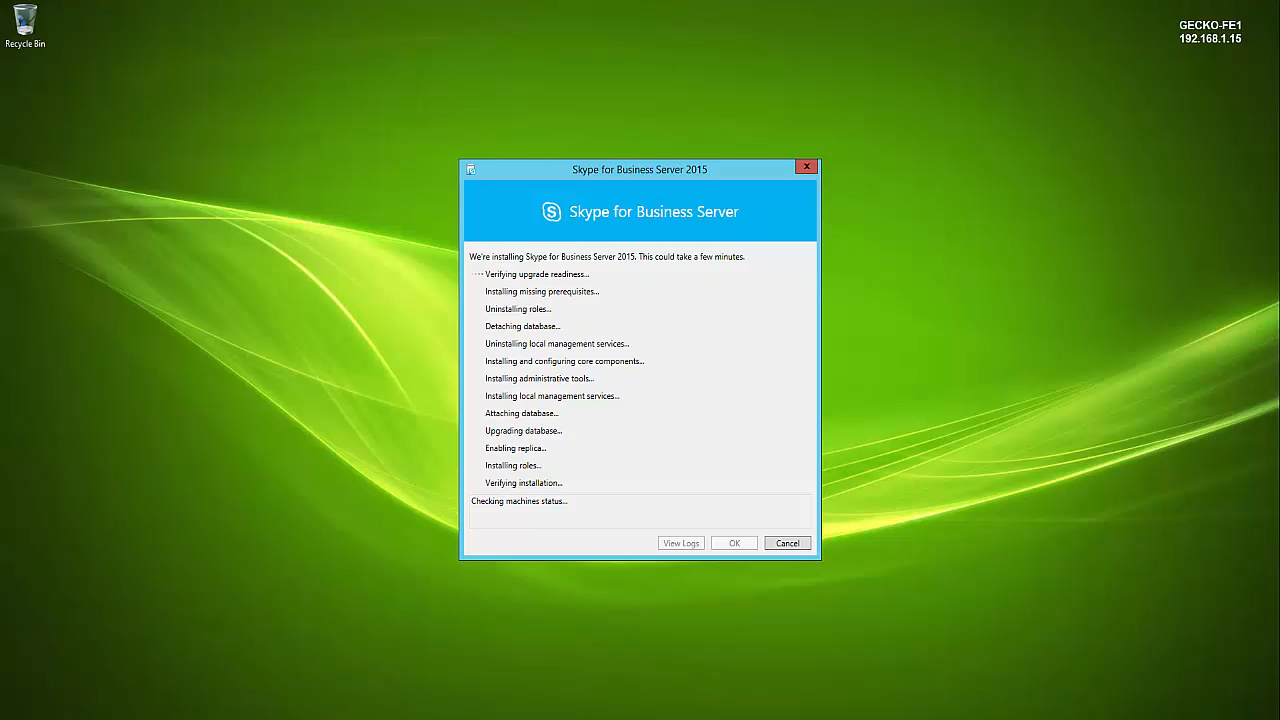 Recycle Bin
GECKO-FE1
192.168.1.15
Skype for Business Server 2015
x
S Skype for Business Server
We're installing Skype for Business Server 2015. This could take a few minutes.
Verifying upgrade readiness...
Installing missing prerequisites...
Uninstalling roles...
Detaching database...
Uninstalling local management services...
Installing and configuring core components...
Installing administrative tools...
Installing local management services...
Attaching database...
Upgrading database...
Enabling replica...
Installing roles...
Verifying installation...
Checking machines status...
View Logs OK Cancel